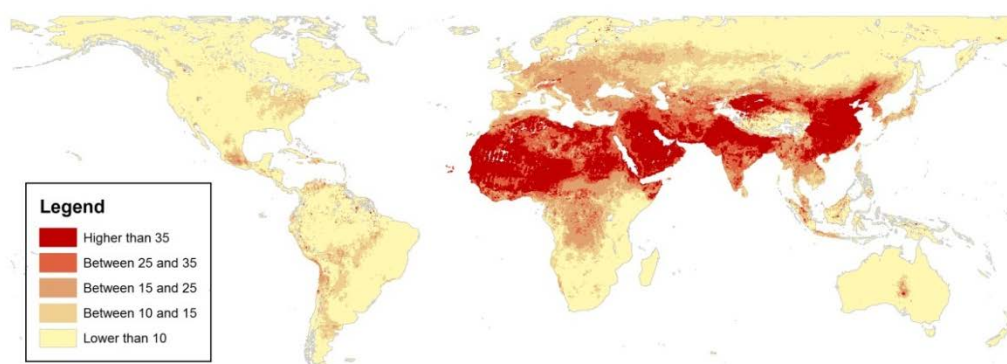 Legend
Higher than 35
Between 25 and 35
Between 15 and 25
Between 10 and 15
Lower than 10